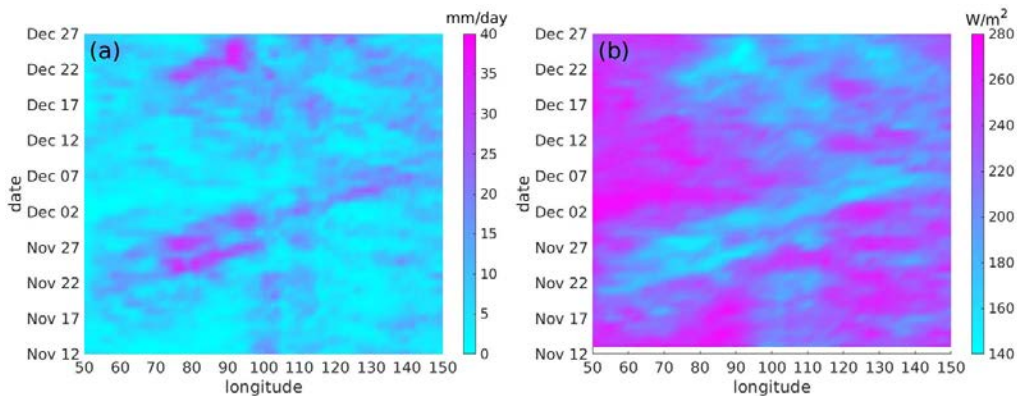 mm/day
(a)
Dec 27
Dec 22
Dec 17
Dec 12
Dec 07
Dec 02
Nov 27
Nov 22
Nov 17
Nov 12
date
50 60 70 80 90 100 110 120 130 140 150
longitude
40
35
30
25
20
15
10
5
0
W/m²
(b)
Dec 27
Dec 22
Dec 17
Dec 12
Dec 07
Dec 02
Nov 27
Nov 22
Nov 17
Nov 12
date
50 60 70 80 90 100 110 120 130 140 150
longitude
280
260
240
220
200
180
160
140